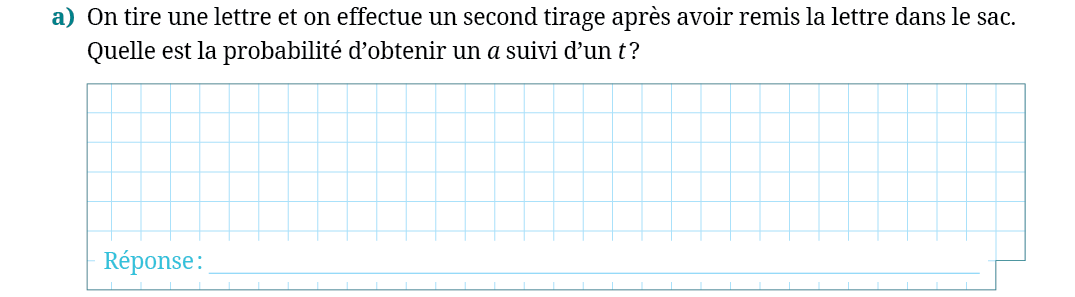 a) On tire une lettre et on effectue un second tirage après avoir remis la lettre dans le sac.
Quelle est la probabilité d’obtenir un a suivi d’un t ?
Réponse :